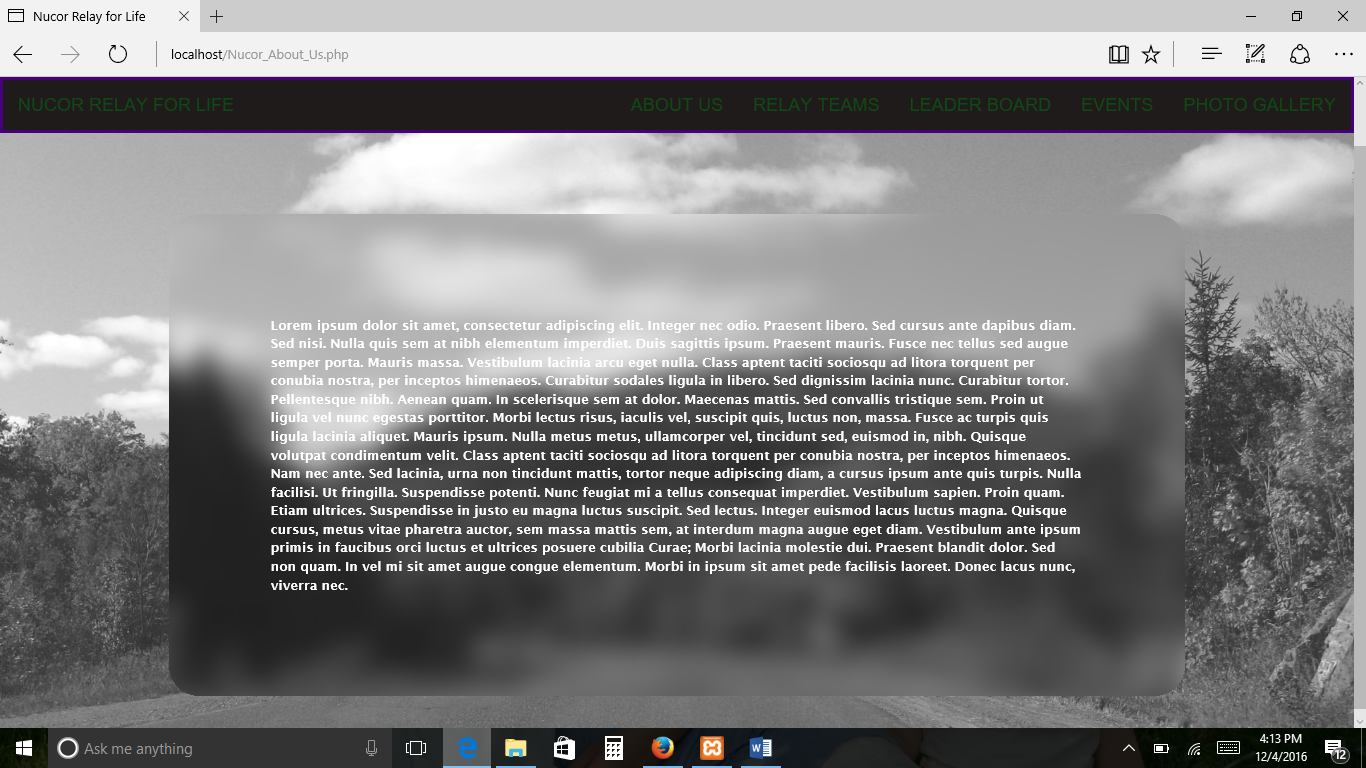 Nucor Relay for Life
localhost/Nucor_About_Us.php
NUCOR RELAY FOR LIFE ABOUT US RELAY TEAMS LEADER BOARD EVENTS PHOTO GALLERY
Lorem ipsum dolor sit amet, consectetur adipiscing elit. Integer nec odio. Praesent libero. Sed cursus ante dapibus diam.
Sed nisi. Nulla quis sem at nibh elementum imperdiet. Duis sagittis ipsum. Praesent mauris. Fusce nec tellus sed augue
semper porta. Mauris massa. Vestibulum lacinia arcu eget nulla. Class aptent taciti sociosqu ad litora torquent per
conubia nostra, per inceptos himenaeos. Curabitur sodales ligula in libero. Sed dignissim lacinia nunc. Curabitur tortor.
Pellentesque nibh. Aenean quam. In scelerisque sem at dolor. Maecenas mattis. Sed convallis tristique sem. Proin ut
ligula vel nunc egestas porttitor. Morbi lectus risus, iaculis vel, suscipit quis, luctus non, massa. Fusce ac turpis quis
ligula lacinia aliquet. Mauris ipsum. Nulla metus metus, ullamcorper vel, tincidunt sed, euismod in, nibh. Quisque
volutpat condimentum velit. Class aptent taciti sociosqu ad litora torquent per conubia nostra, per inceptos himenaeos.
Nam nec ante. Sed lacinia, urna non tincidunt mattis, tortor neque adipiscing diam, a cursus ipsum ante quis turpis. Nulla
facilisi. Ut fringilla. Suspendisse potenti. Nunc feugiat mi a tellus consequat imperdiet. Vestibulum sapien. Proin quam.
Etiam ultrices. Suspendisse in justo eu magna luctus suscipit. Sed lectus. Integer euismod lacus luctus magna. Quisque
cursus, metus vitae pharetra auctor, sem massa mattis sem, at interdum magna augue eget diam. Vestibulum ante ipsum
primis in faucibus orci luctus et ultrices posuere cubilia Curae; Morbi lacinia molestie dui. Praesent blandit dolor. Sed
non quam. In vel mi sit amet augue congue elementum. Morbi in ipsum sit amet pede facilisis laoreet. Donec lacus nunc,
viverra nec.
Ask me anything
4:13 PM
12/4/2016
12